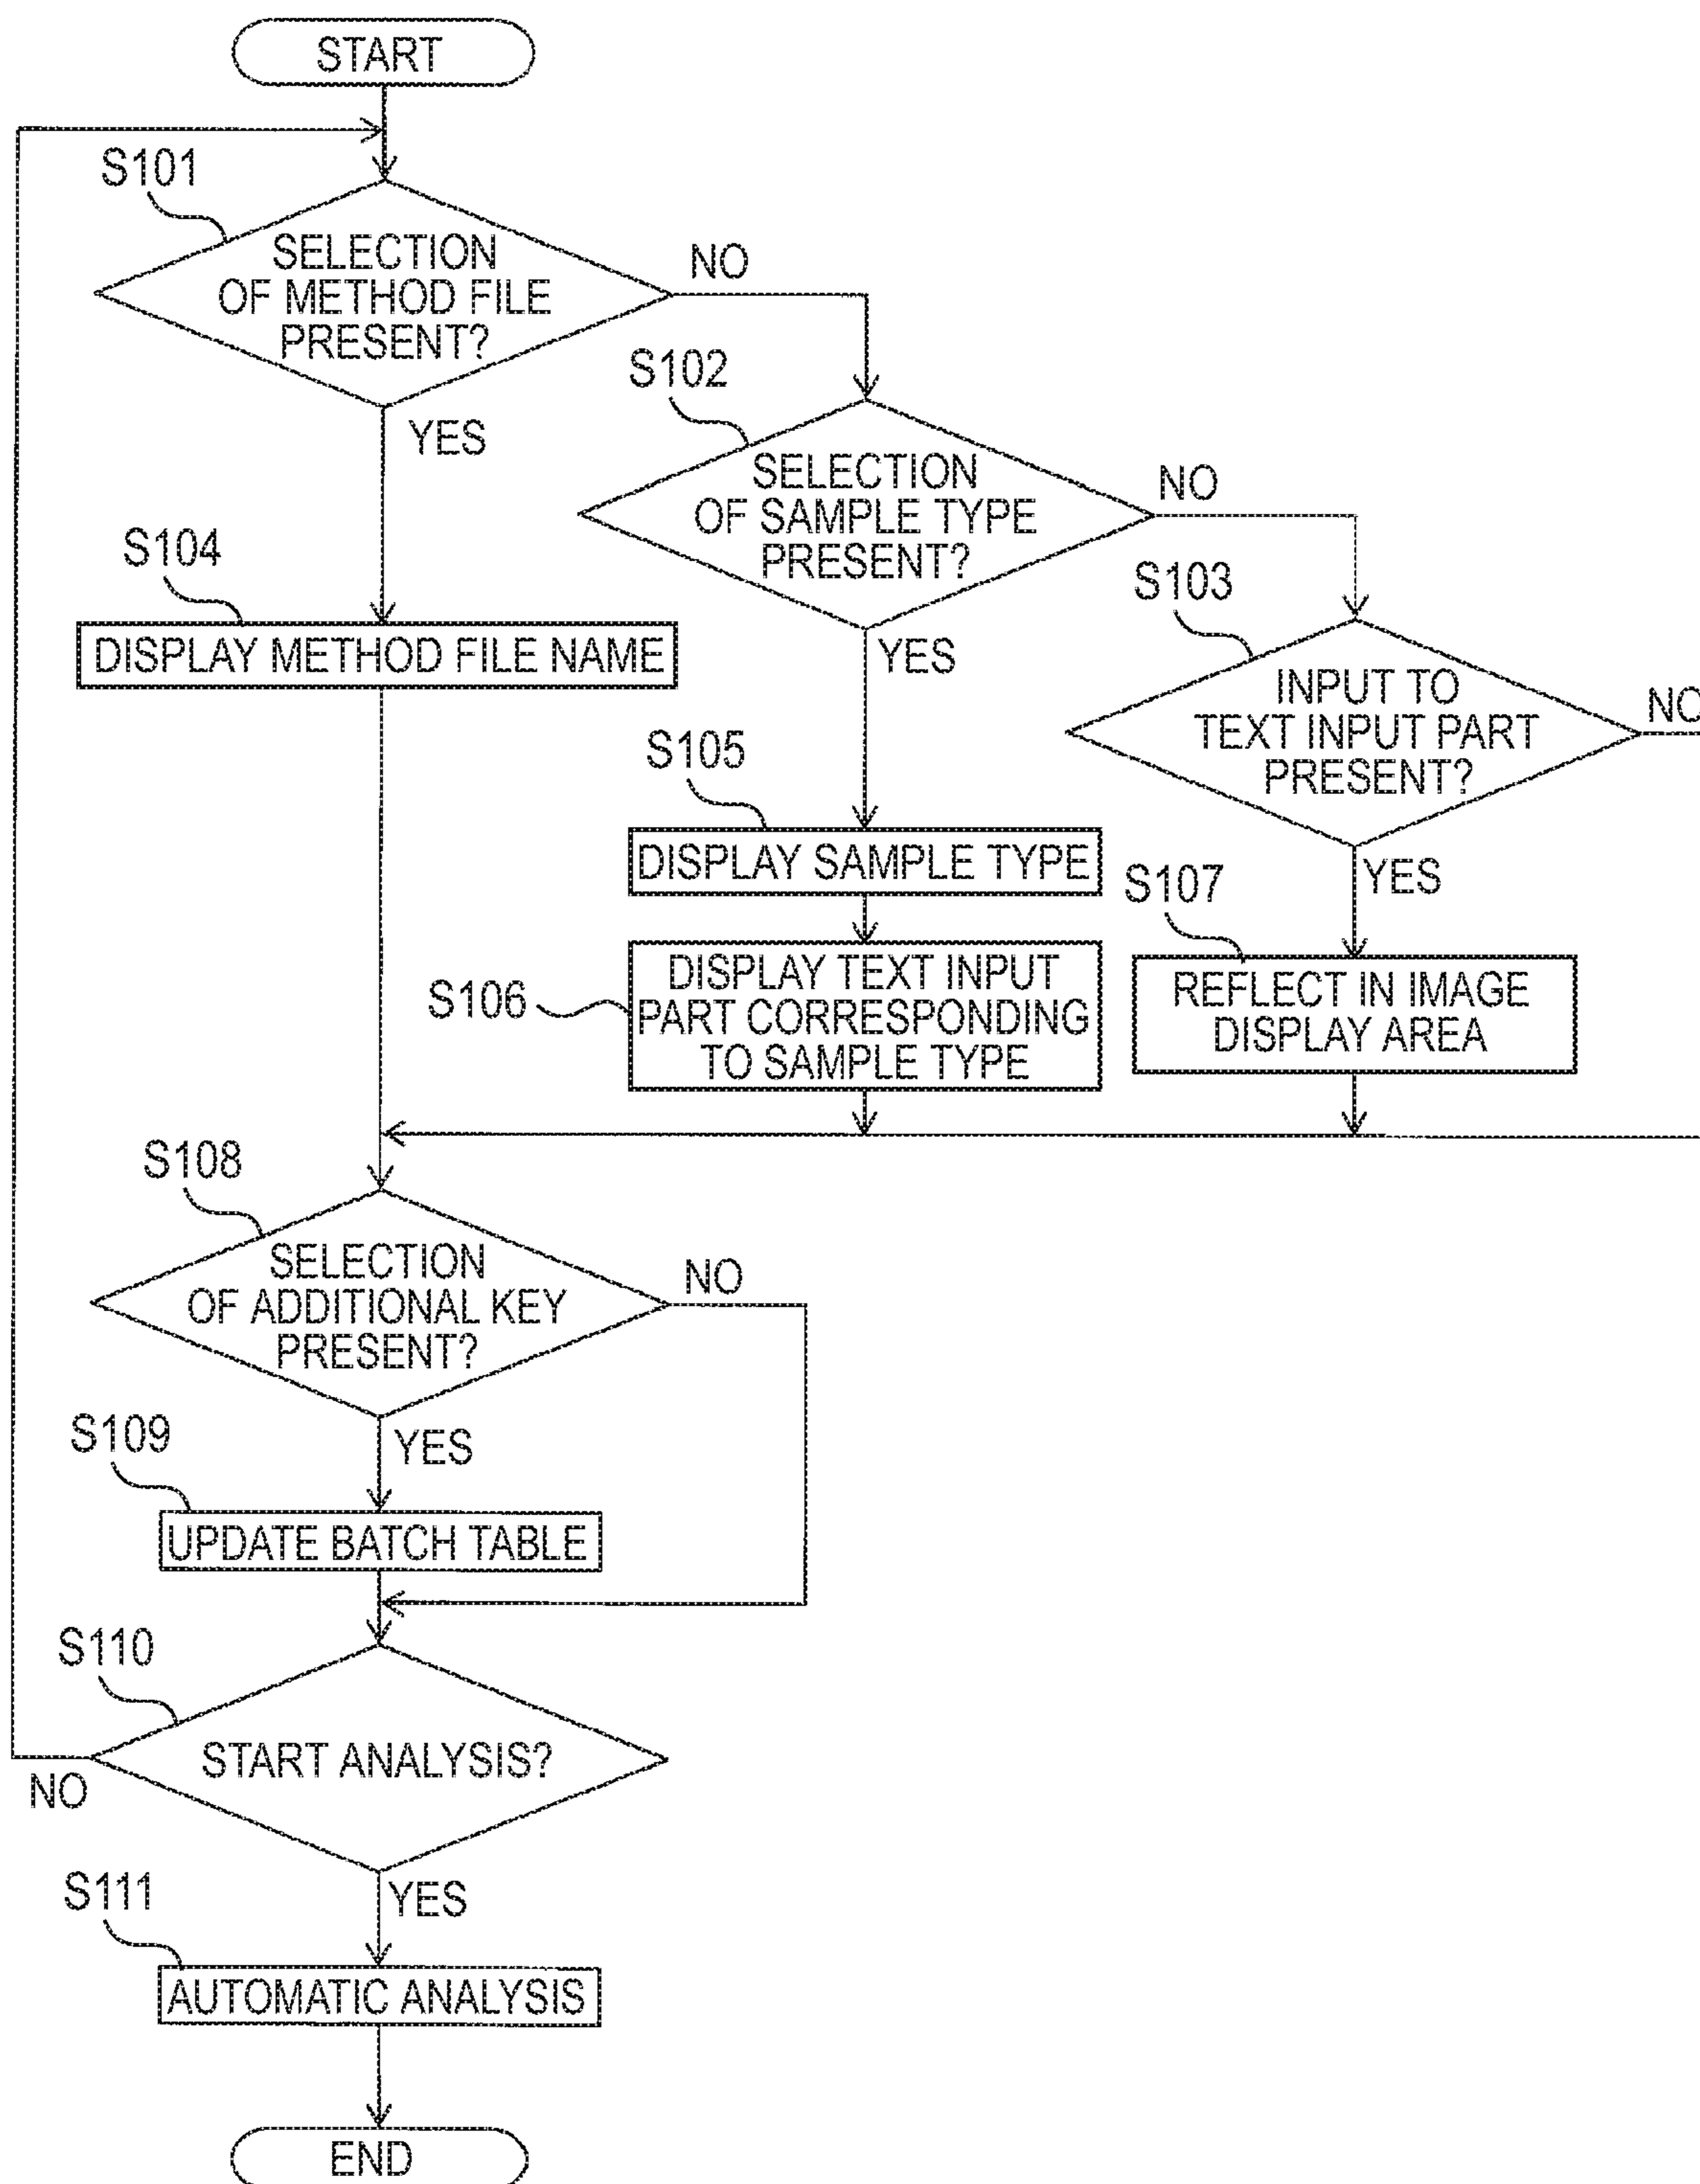 START
S101
SELECTION
OF METHOD FILE
PRESENT?
NO
YES
S102
SELECTION
OF SAMPLE TYPE
PRESENT?
NO
YES
S103
INPUT TO
TEXT INPUT PART
PRESENT?
NO
YES
S104
DISPLAY METHOD FILE NAME
S105
DISPLAY SAMPLE TYPE
S106
DISPLAY TEXT INPUT
PART CORRESPONDING
TO SAMPLE TYPE
S107
REFLECT IN IMAGE
DISPLAY AREA
S108
SELECTION
OF ADDITIONAL KEY
PRESENT?
NO
YES
S109
UPDATE BATCH TABLE
S110
START ANALYSIS?
NO
YES
S111
AUTOMATIC ANALYSIS
END